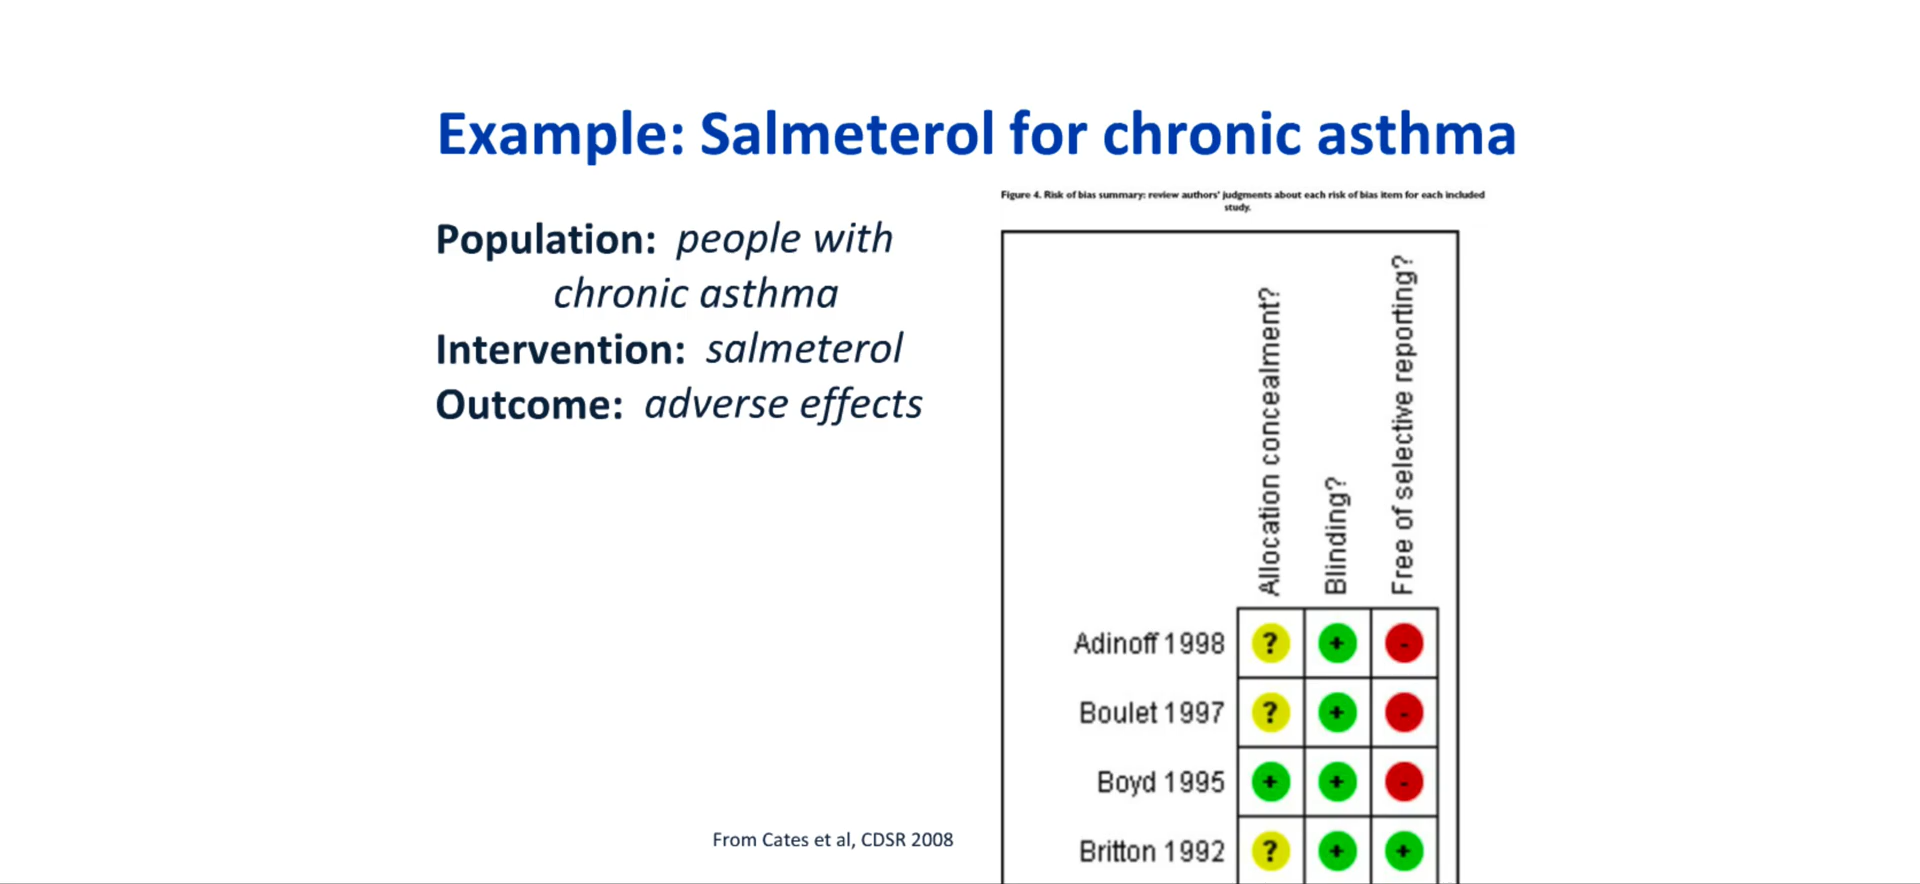 Example: Salmeterol for chronic asthma
Population: people with
chronic asthma
Intervention: salmeterol
Outcome: adverse effects
From Cates et al, CDSR 2008
Figure 4. Risk of bias summary: review authors' judgments about each risk of bias item for each included
study.
Allocation concealment?
Blinding?
Free of selective reporting?
Adinoff 1998 ? + -
Boulet 1997 ? + -
Boyd 1995 + + -
Britton 1992 ? + +